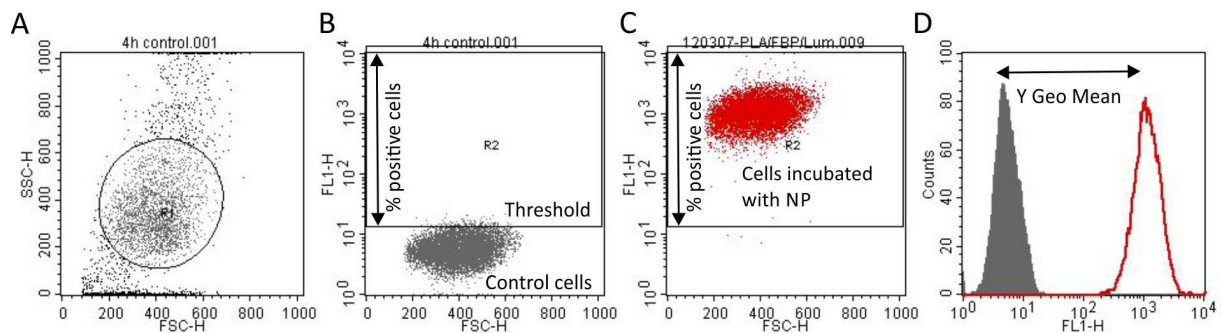 A
4h control.001
SSC-H
1000
800
600
400
200
0
R1
0 200 400 600 800 1000
FSC-H
B
4h control.001
FL1-H
10^4
10^3
10^2
10^1
10^0
% positive cells
R2
Threshold
Control cells
0 200 400 600 800 1000
FSC-H
C
120307-PLA/FBP/Lum.009
FL1-H
10^4
10^3
10^2
10^1
10^0
% positive cells
R2
Cells incubated
with NP
0 200 400 600 800 1000
FSC-H
D
Y Geo Mean
Counts
100
80
60
40
20
0
10^0 10^1 10^2 10^3 10^4
FL1-H